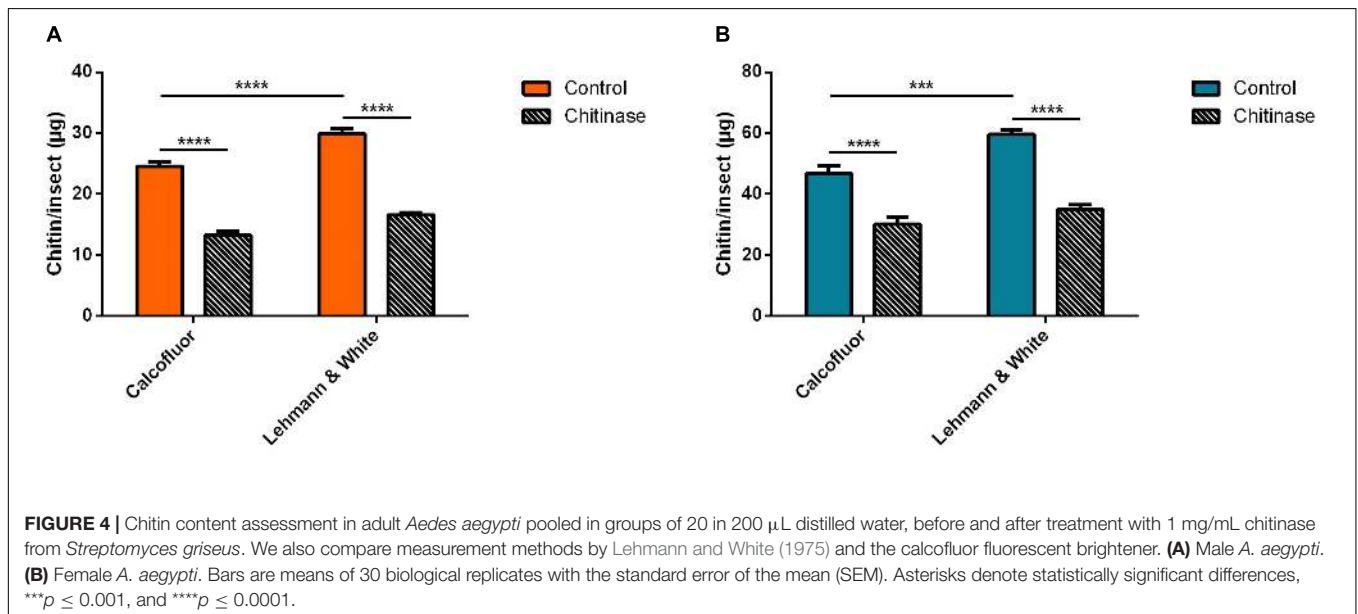 A
40
30
20
10
0
Chitin/insect (µg)
****
****
****
Control
Chitinase
Calcofluor
Lehmann & White
B
80
60
40
20
0
Chitin/insect (µg)
***
****
****
Control
Chitinase
Calcofluor
Lehmann & White
FIGURE 4 | Chitin content assessment in adult Aedes aegypti pooled in groups of 20 in 200 µL distilled water, before and after treatment with 1 mg/mL chitinase
from Streptomyces griseus. We also compare measurement methods by Lehmann and White (1975) and the calcofluor fluorescent brightener. (A) Male A. aegypti.
(B) Female A. aegypti. Bars are means of 30 biological replicates with the standard error of the mean (SEM). Asterisks denote statistically significant differences,
***p ≤ 0.001, and ****p ≤ 0.0001.